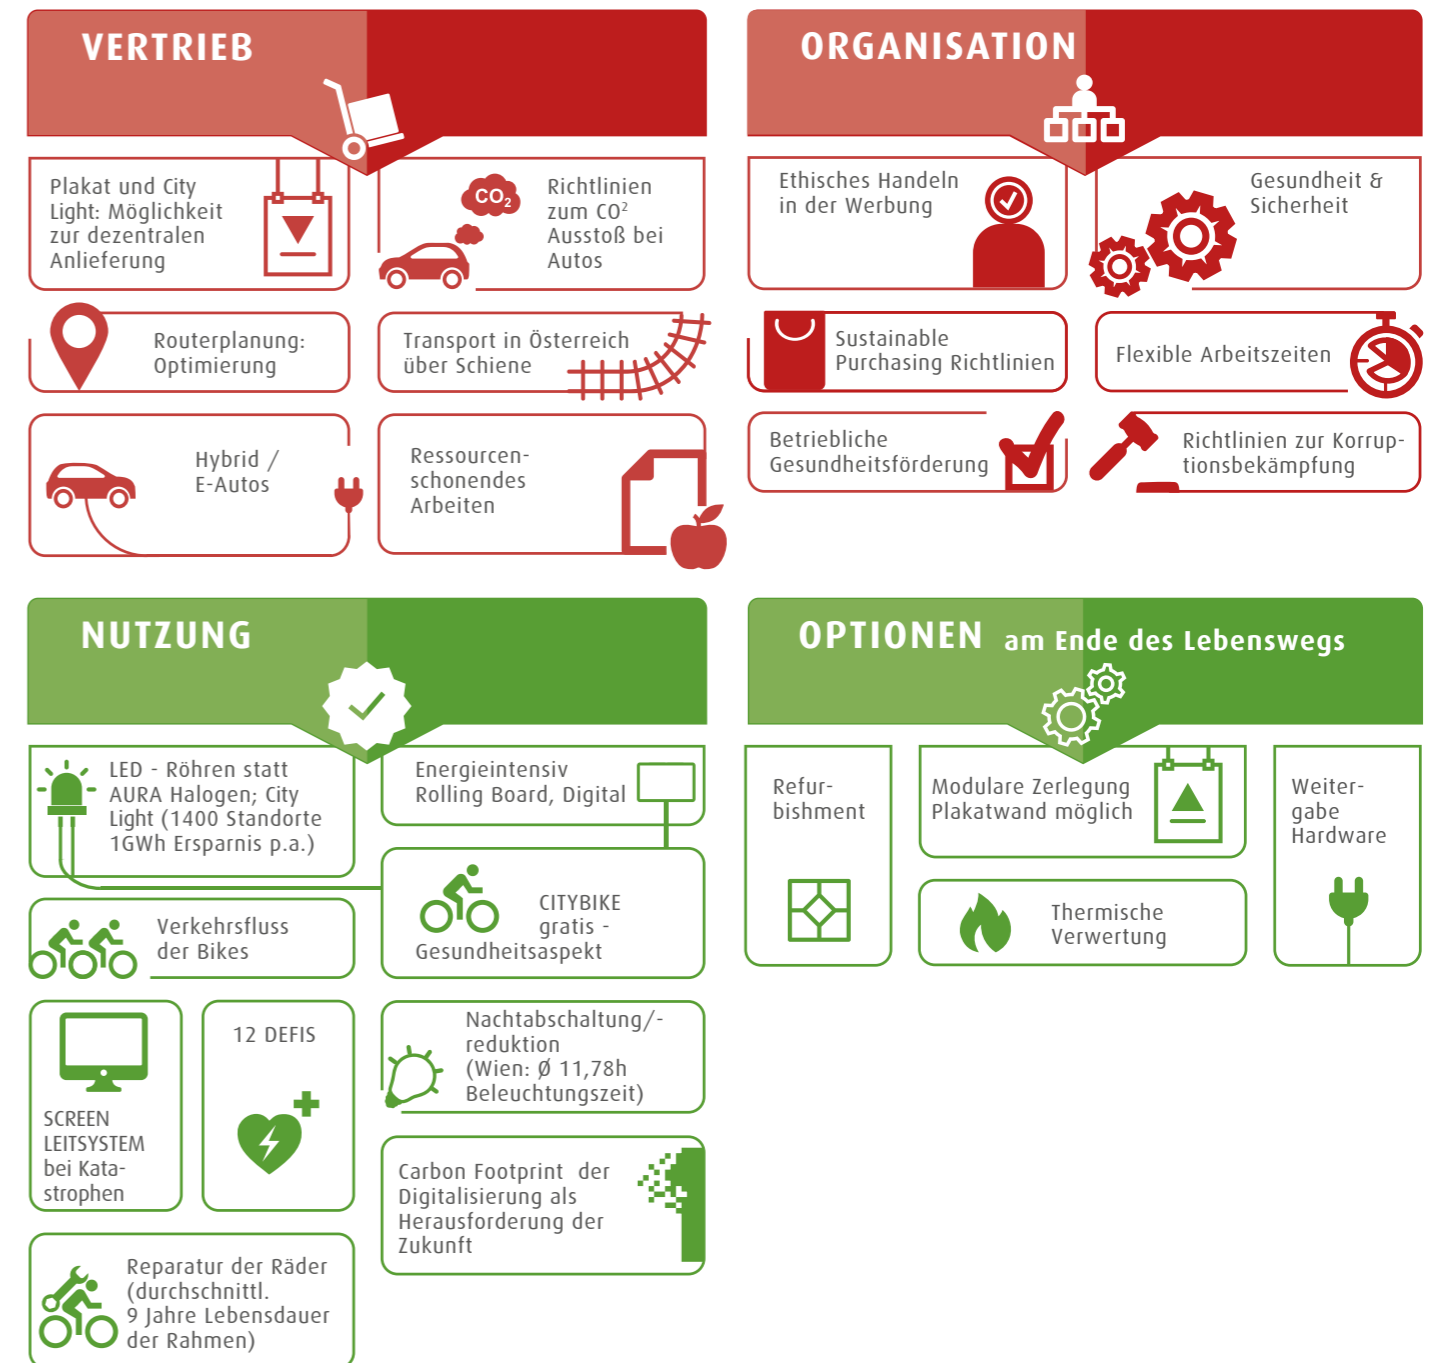 VERTRIEB
Plakat und City
Light: Möglichkeit
zur dezentralen
Anlieferung
CO₂
Richtlinien
zum CO²
Ausstoß bei
Autos
Routerplanung:
Optimierung
Transport in Österreich
über Schiene
Hybrid /
E-Autos
Ressourcen-
schonendes
Arbeiten
ORGANISATION
Ethisches Handeln
in der Werbung
Gesundheit &
Sicherheit
Sustainable
Purchasing Richtlinien
Flexible Arbeitszeiten
Betriebliche
Gesundheitsförderung
Richtlinien zur Korrup-
tionsbekämpfung
NUTZUNG
LED - Röhren statt
AURA Halogen; City
Light (1400 Standorte
1GWh Ersparnis p.a.)
Energieintensiv
Rolling Board, Digital
Verkehrsfluss
der Bikes
CITYBIKE
gratis -
Gesundheitsaspekt
SCREEN
LEITSYSTEM
bei Kata-
strophen
12 DEFIS
Nachtabschaltung/-
reduktion
(Wien: Ø 11,78h
Beleuchtungszeit)
Carbon Footprint der
Digitalisierung als
Herausforderung der
Zukunft
Reparatur der Räder
(durchschnittl.
9 Jahre Lebensdauer
der Rahmen)
OPTIONEN am Ende des Lebenswegs
Refur-
bishment
Modulare Zerlegung
Plakatwand möglich
Thermische
Verwertung
Weiter-
gabe
Hardware